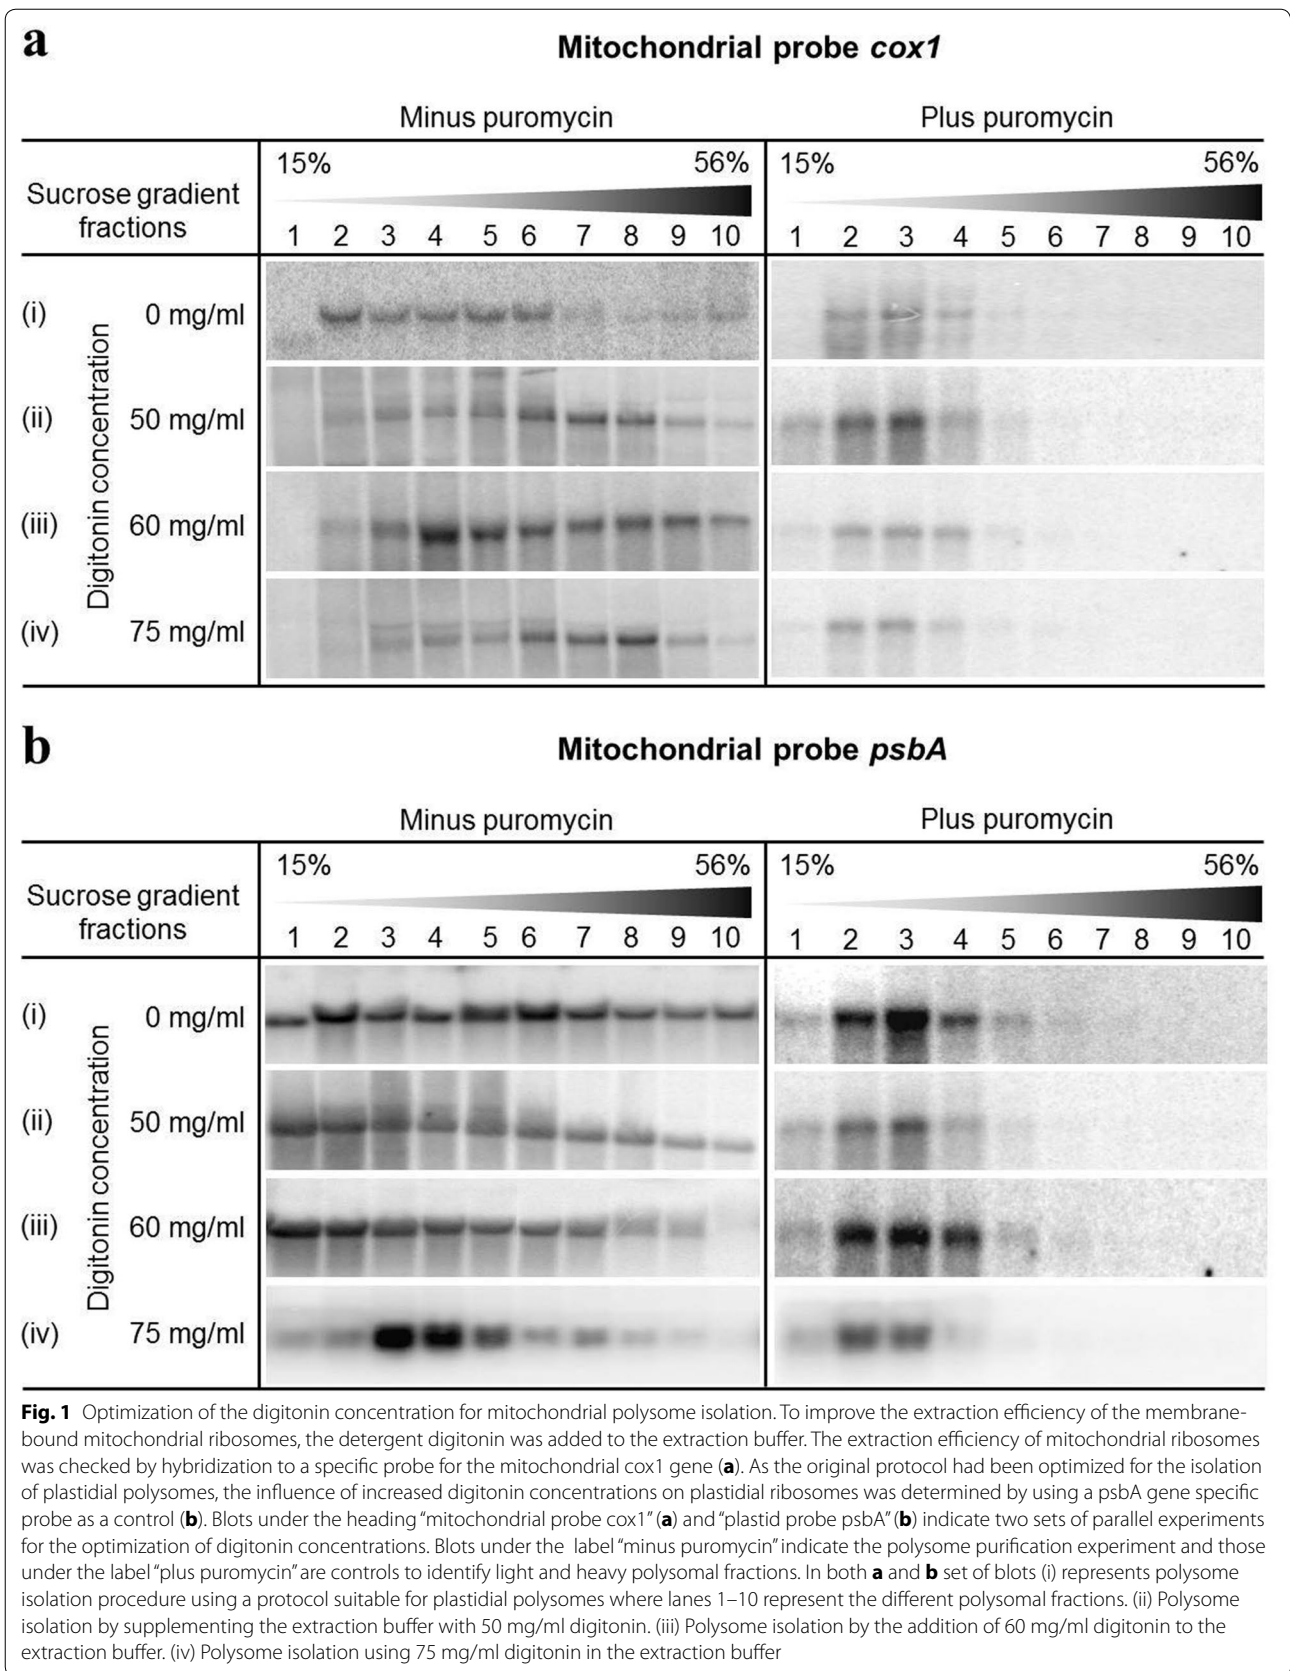 a
Mitochondrial probe cox1
Minus puromycin
Plus puromycin
Sucrose gradient
fractions
15%
56%
15%
56%
1 2 3 4 5 6 7 8 9 10
1 2 3 4 5 6 7 8 9 10
Digitonin concentration
(i) 0 mg/ml
(ii) 50 mg/ml
(iii) 60 mg/ml
(iv) 75 mg/ml
b
Mitochondrial probe psbA
Minus puromycin
Plus puromycin
Sucrose gradient
fractions
15%
56%
15%
56%
1 2 3 4 5 6 7 8 9 10
1 2 3 4 5 6 7 8 9 10
Digitonin concentration
(i) 0 mg/ml
(ii) 50 mg/ml
(iii) 60 mg/ml
(iv) 75 mg/ml
Fig. 1 Optimization of the digitonin concentration for mitochondrial polysome isolation. To improve the extraction efficiency of the membrane-
bound mitochondrial ribosomes, the detergent digitonin was added to the extraction buffer. The extraction efficiency of mitochondrial ribosomes
was checked by hybridization to a specific probe for the mitochondrial cox1 gene (a). As the original protocol had been optimized for the isolation
of plastidial polysomes, the influence of increased digitonin concentrations on plastidial ribosomes was determined by using a psbA gene specific
probe as a control (b). Blots under the heading “mitochondrial probe cox1” (a) and “plastid probe psbA” (b) indicate two sets of parallel experiments
for the optimization of digitonin concentrations. Blots under the label “minus puromycin” indicate the polysome purification experiment and those
under the label “plus puromycin” are controls to identify light and heavy polysomal fractions. In both a and b set of blots (i) represents polysome
isolation procedure using a protocol suitable for plastidial polysomes where lanes 1–10 represent the different polysomal fractions. (ii) Polysome
isolation by supplementing the extraction buffer with 50 mg/ml digitonin. (iii) Polysome isolation by the addition of 60 mg/ml digitonin to the
extraction buffer. (iv) Polysome isolation using 75 mg/ml digitonin in the extraction buffer